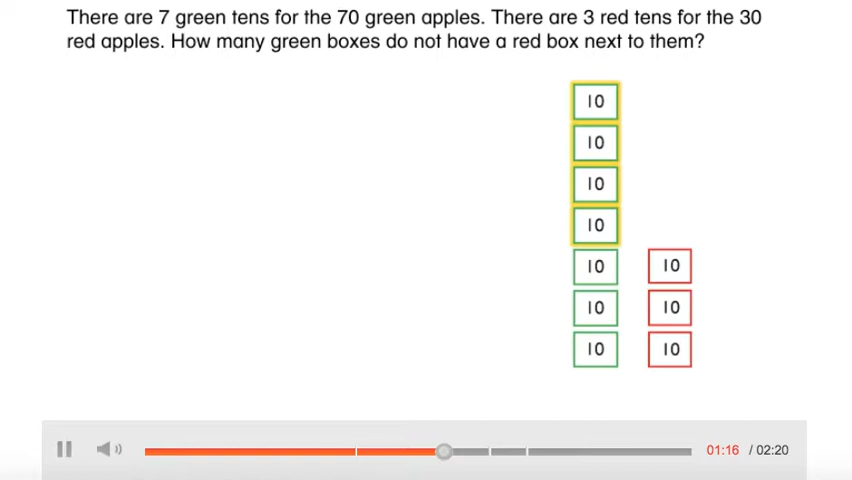 There are 7 green tens for the 70 green apples. There are 3 red tens for the 30
red apples. How many green boxes do not have a red box next to them?
10
10
10
10
10 10
10 10
10 10
01:16 / 02:20